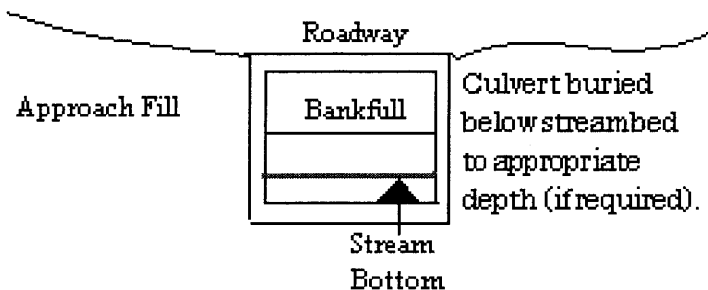 Roadway
Approach Fill
Bankfull
Culvert buried
below streambed
to appropriate
depth (if required).
Stream
Bottom